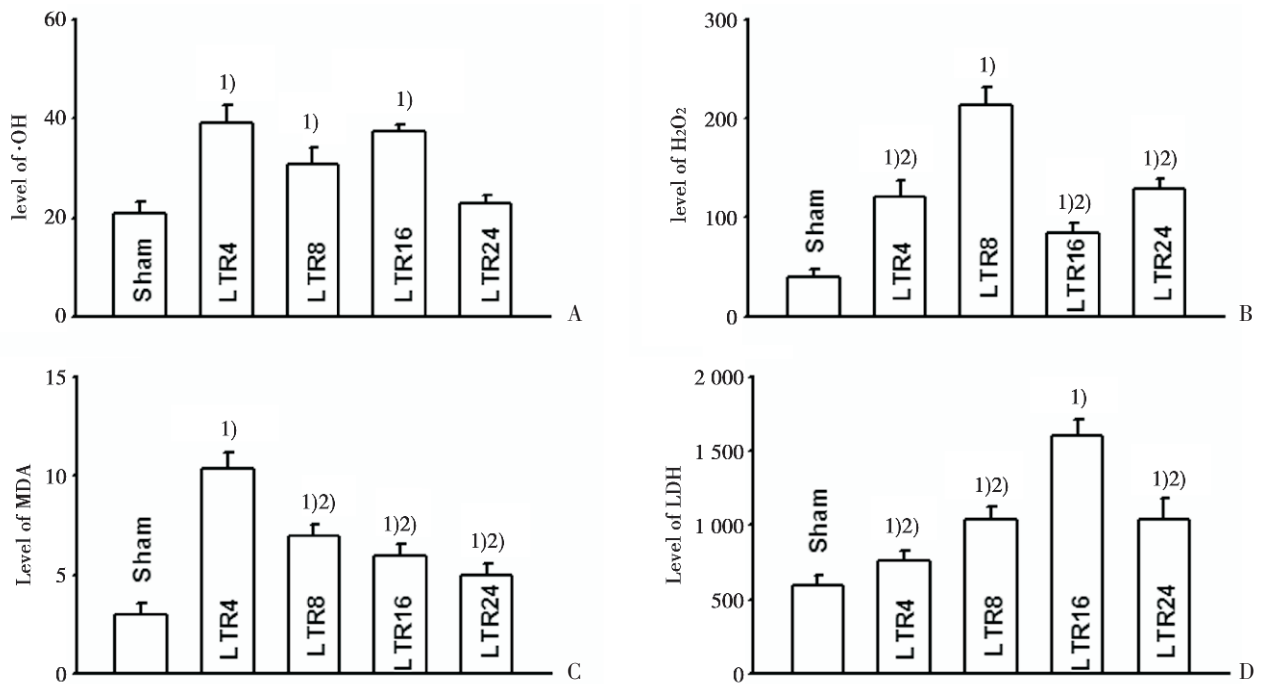 60
40
20
0
level of ·OH
1)
1)
1)
Sham
LTR4
LTR8
LTR16
LTR24
A
300
200
100
0
level of H₂O₂
Sham
1)2)
1)
1)2)
1)2)
LTR4
LTR8
LTR16
LTR24
B
15
10
5
0
Level of MDA
Sham
1)
1)2)
1)2)
1)2)
LTR4
LTR8
LTR16
LTR24
C
2 000
1 500
1 000
500
0
Level of LDH
Sham
1)2)
1)2)
1)
1)2)
LTR4
LTR8
LTR16
LTR24
D